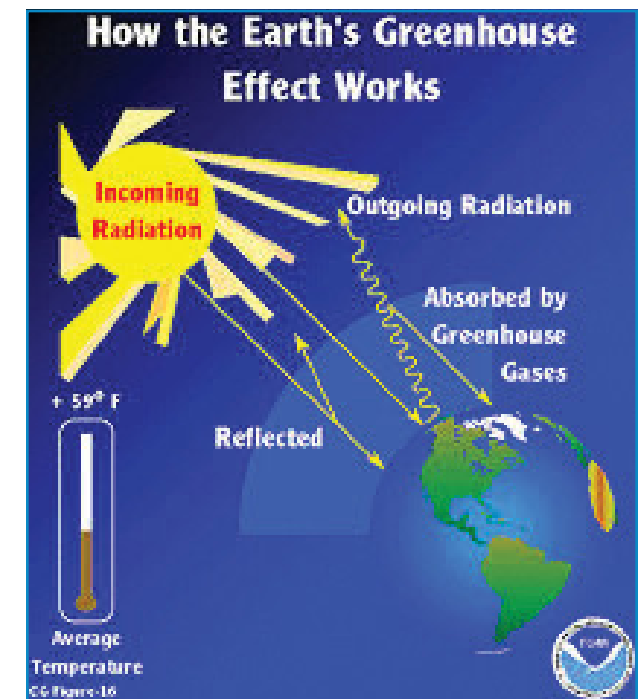 How the Earth's Greenhouse
Effect Works
Incoming
Radiation
Outgoing Radiation
Absorbed by
Greenhouse
Gases
+ 59° F
Reflected
Average
Temperature
CG Figure-16